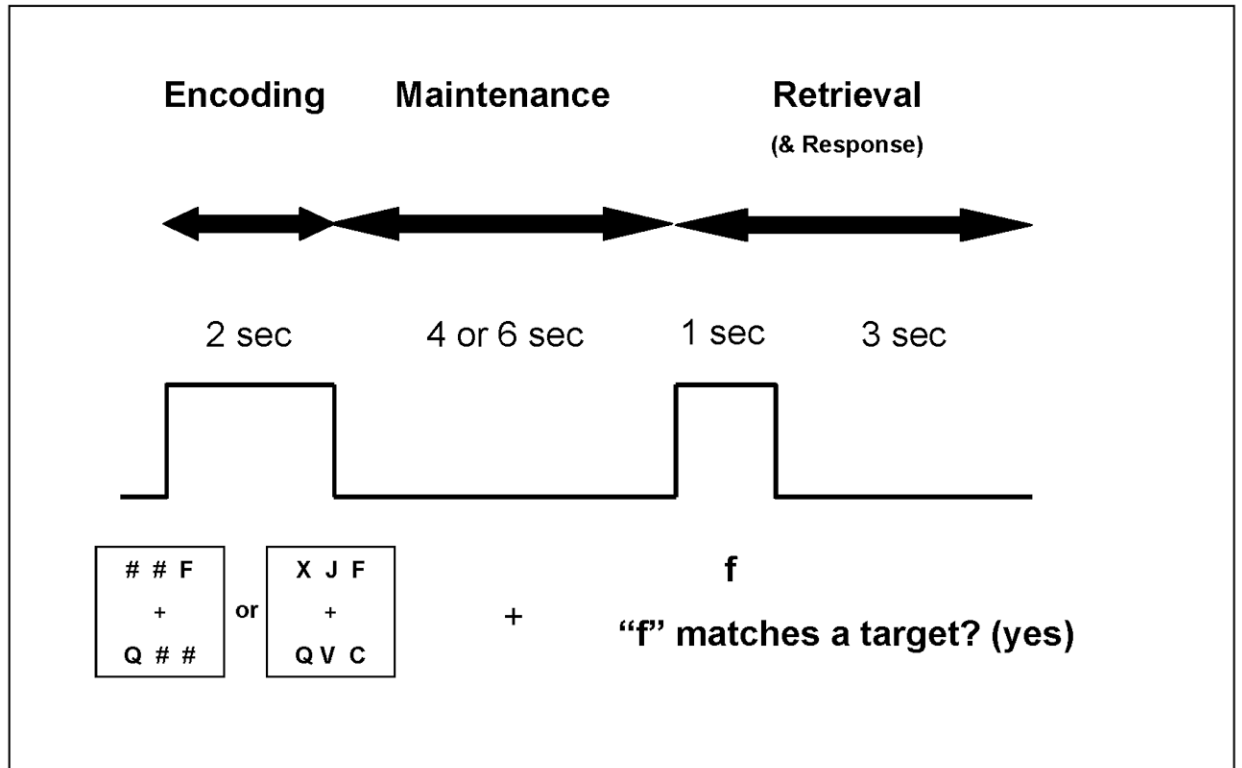 Encoding Maintenance Retrieval
(& Response)
2 sec 4 or 6 sec 1 sec 3 sec
# # F
+
Q # #
or
X J F
+
Q V C
+
f
“f” matches a target? (yes)